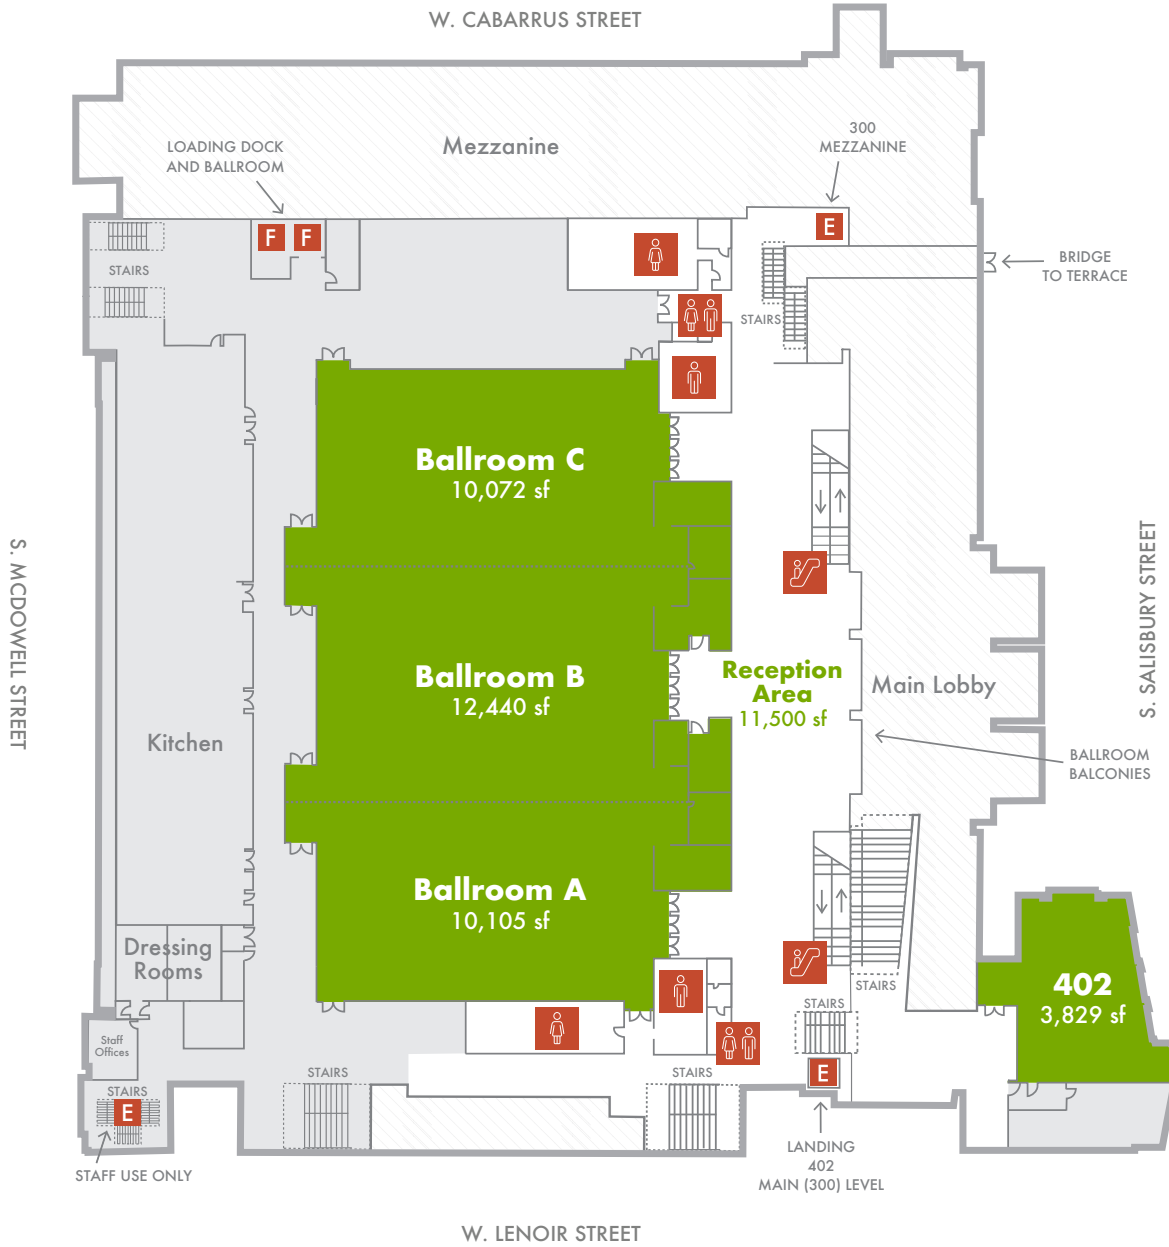 W. CABARRUS STREET
LOADING DOCK
AND BALLROOM
Mezzanine
300
MEZZANINE
F F
E
STAIRS
BRIDGE
TO TERRACE
STAIRS
Ballroom C
10,072 sf
S. MCDOWELL STREET
S. SALISBURY STREET
Ballroom B
12,440 sf
Reception
Area
11,500 sf
Main Lobby
Kitchen
BALLROOM
BALCONIES
Ballroom A
10,105 sf
Dressing
Rooms
STAIRS
402
3,829 sf
STAIRS
Staff
Offices
STAIRS
STAIRS
STAIRS
E
E
LANDING
402
MAIN (300) LEVEL
STAFF USE ONLY
W. LENOIR STREET